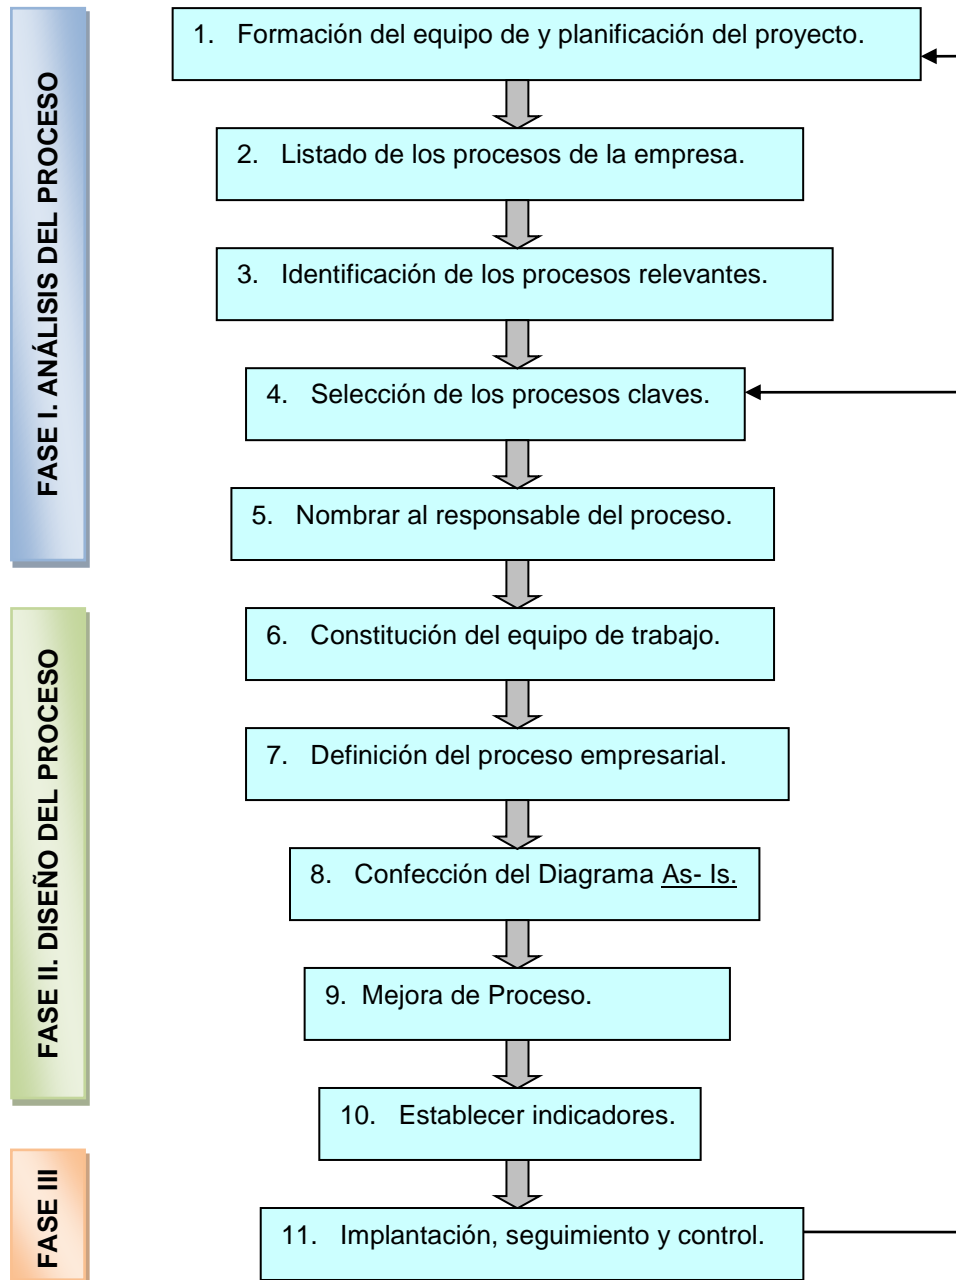 FASE I. ANÁLISIS DEL PROCESO
1. Formación del equipo de y planificación del proyecto.
2. Listado de los procesos de la empresa.
3. Identificación de los procesos relevantes.
4. Selección de los procesos claves.
5. Nombrar al responsable del proceso.
FASE II. DISEÑO DEL PROCESO
6. Constitución del equipo de trabajo.
7. Definición del proceso empresarial.
8. Confección del Diagrama As- Is.
9. Mejora de Proceso.
10. Establecer indicadores.
FASE III
11. Implantación, seguimiento y control.